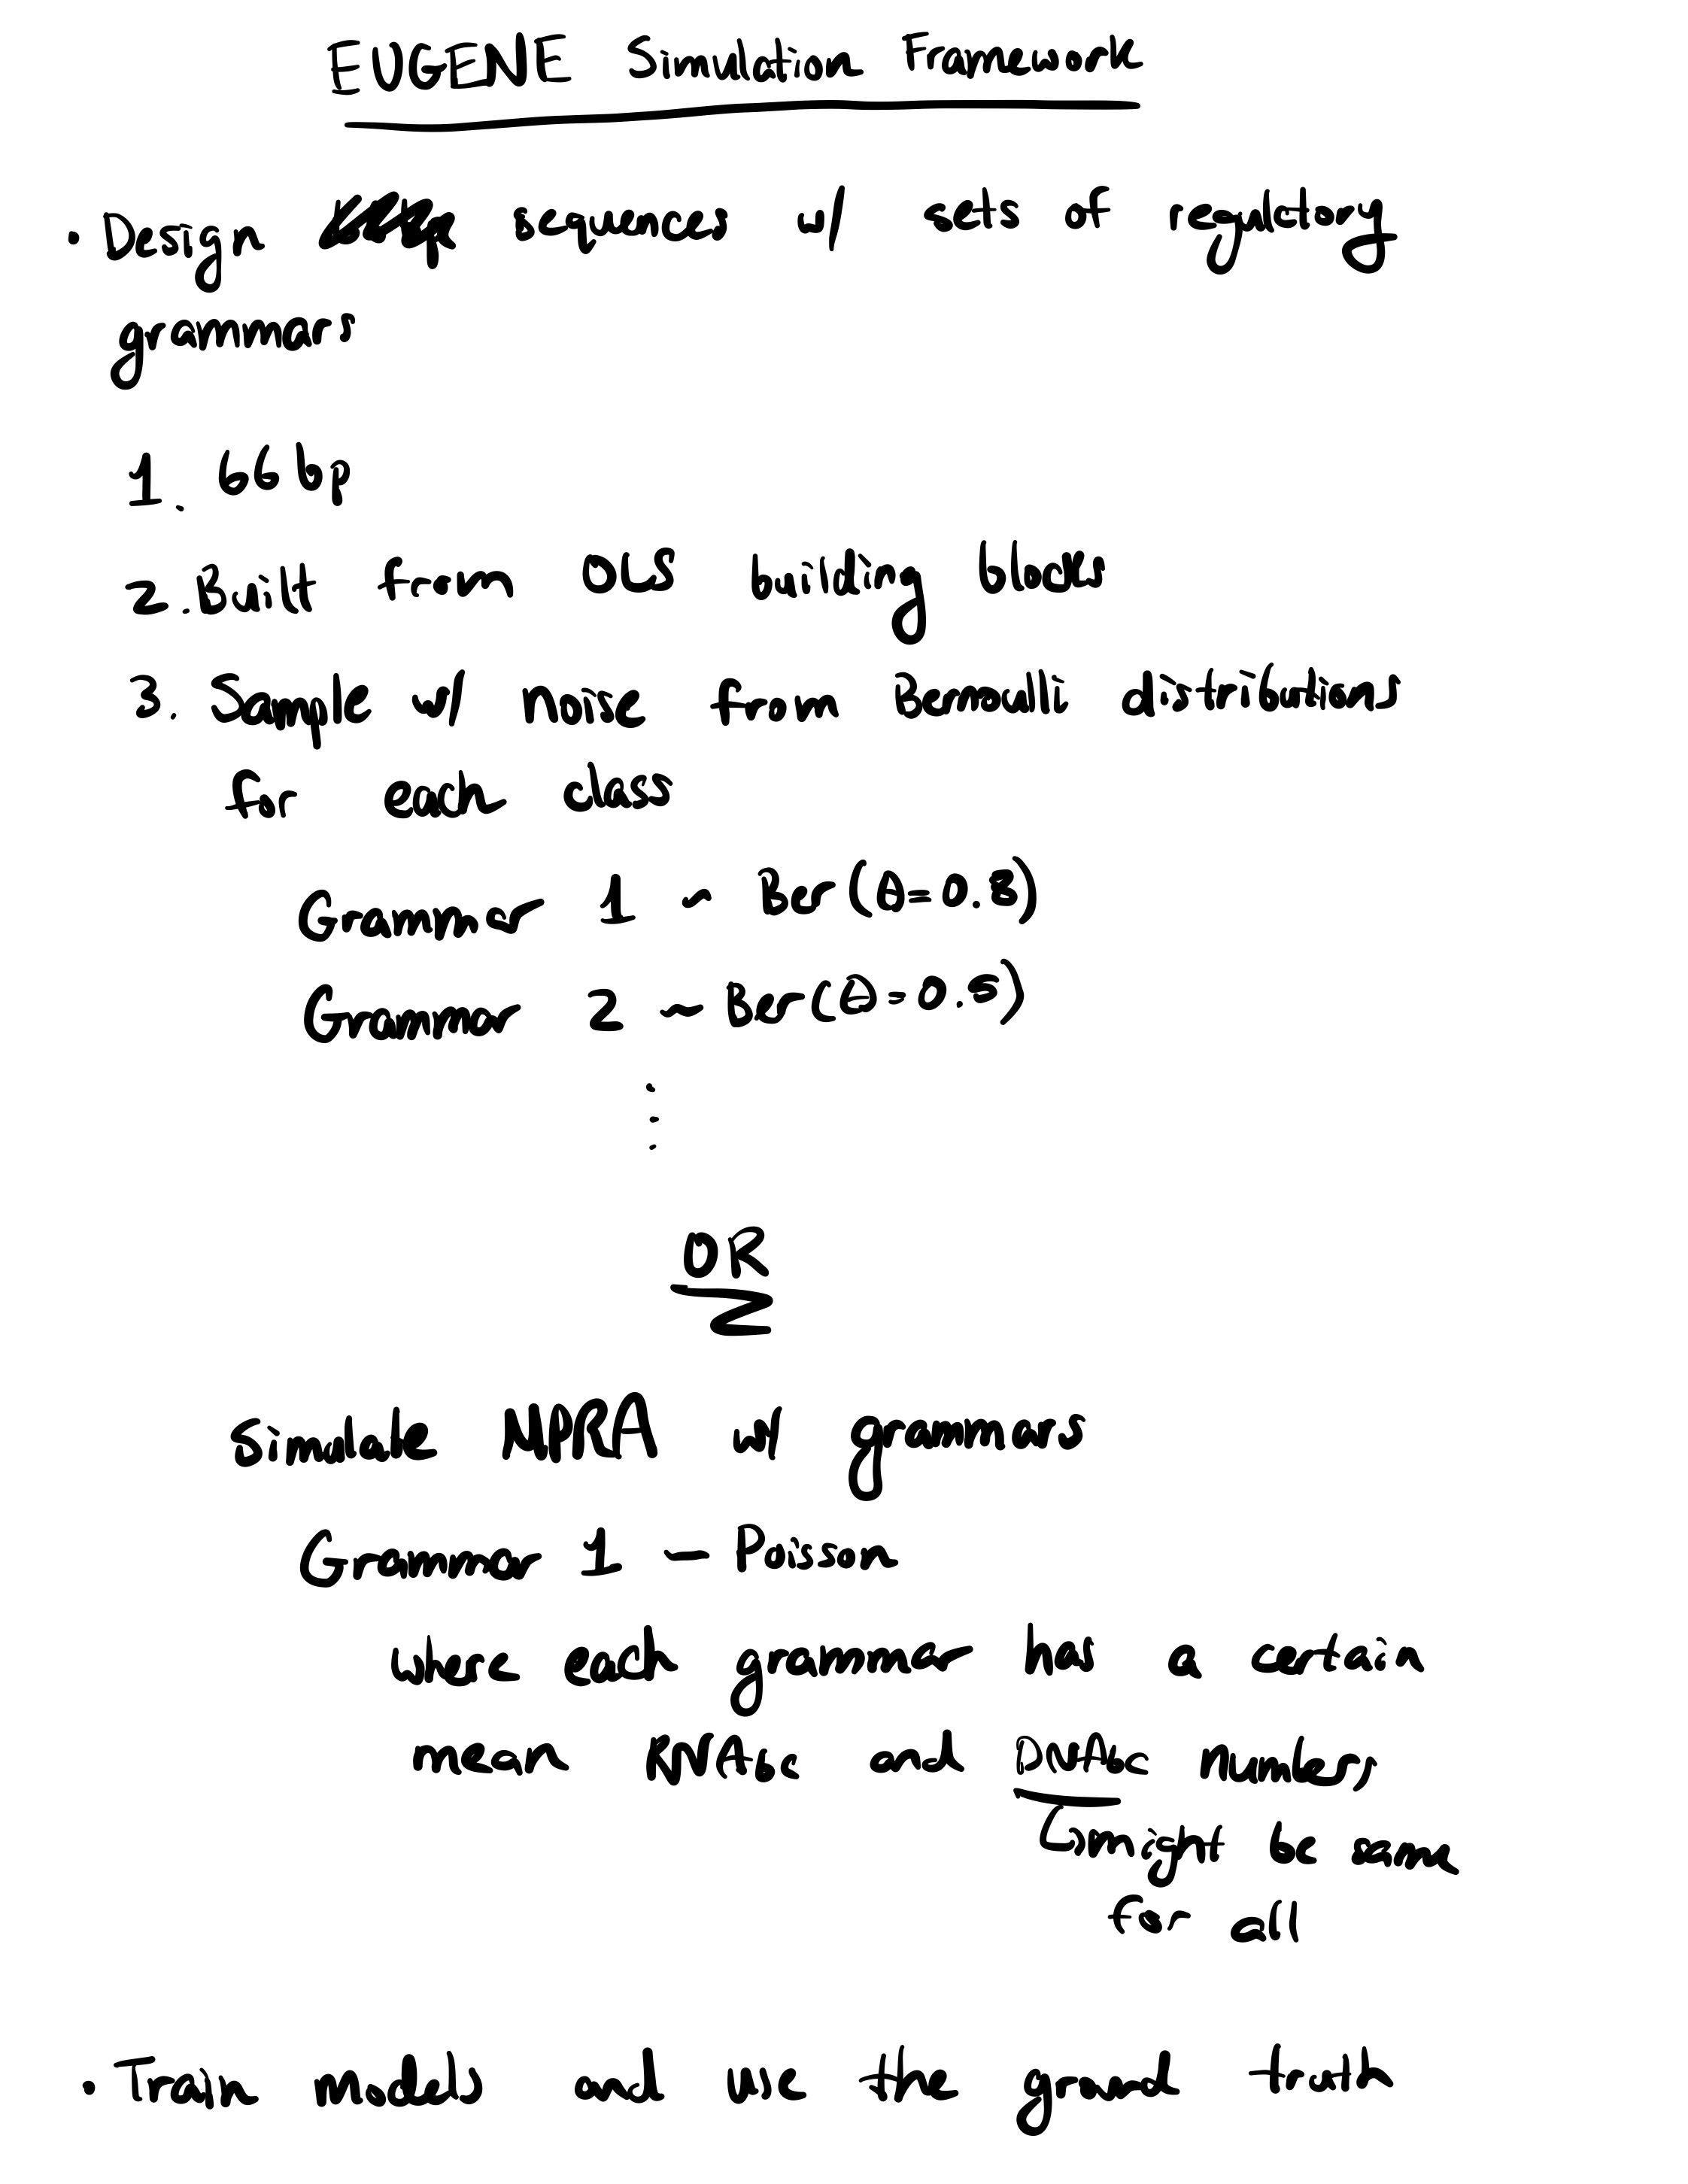 EUGENE Simulation Framework
· Design sequences w/ sets of regulatory
grammars
1. 66 bp
2. Built from OLS building blocks
3. Sample w/ noise from Bernoulli distributions
for each class
Grammar 1 ~ Ber(θ=0.8)
Grammar 2 ~ Ber(θ=0.5)
⋮
OR
Simulate MPRA w/ grammars
Grammar 1 — Poisson
where each grammar has a certain
mean RNAbc and DNAbc numbers
↳ might be same
for all
· Train models and use the ground truth